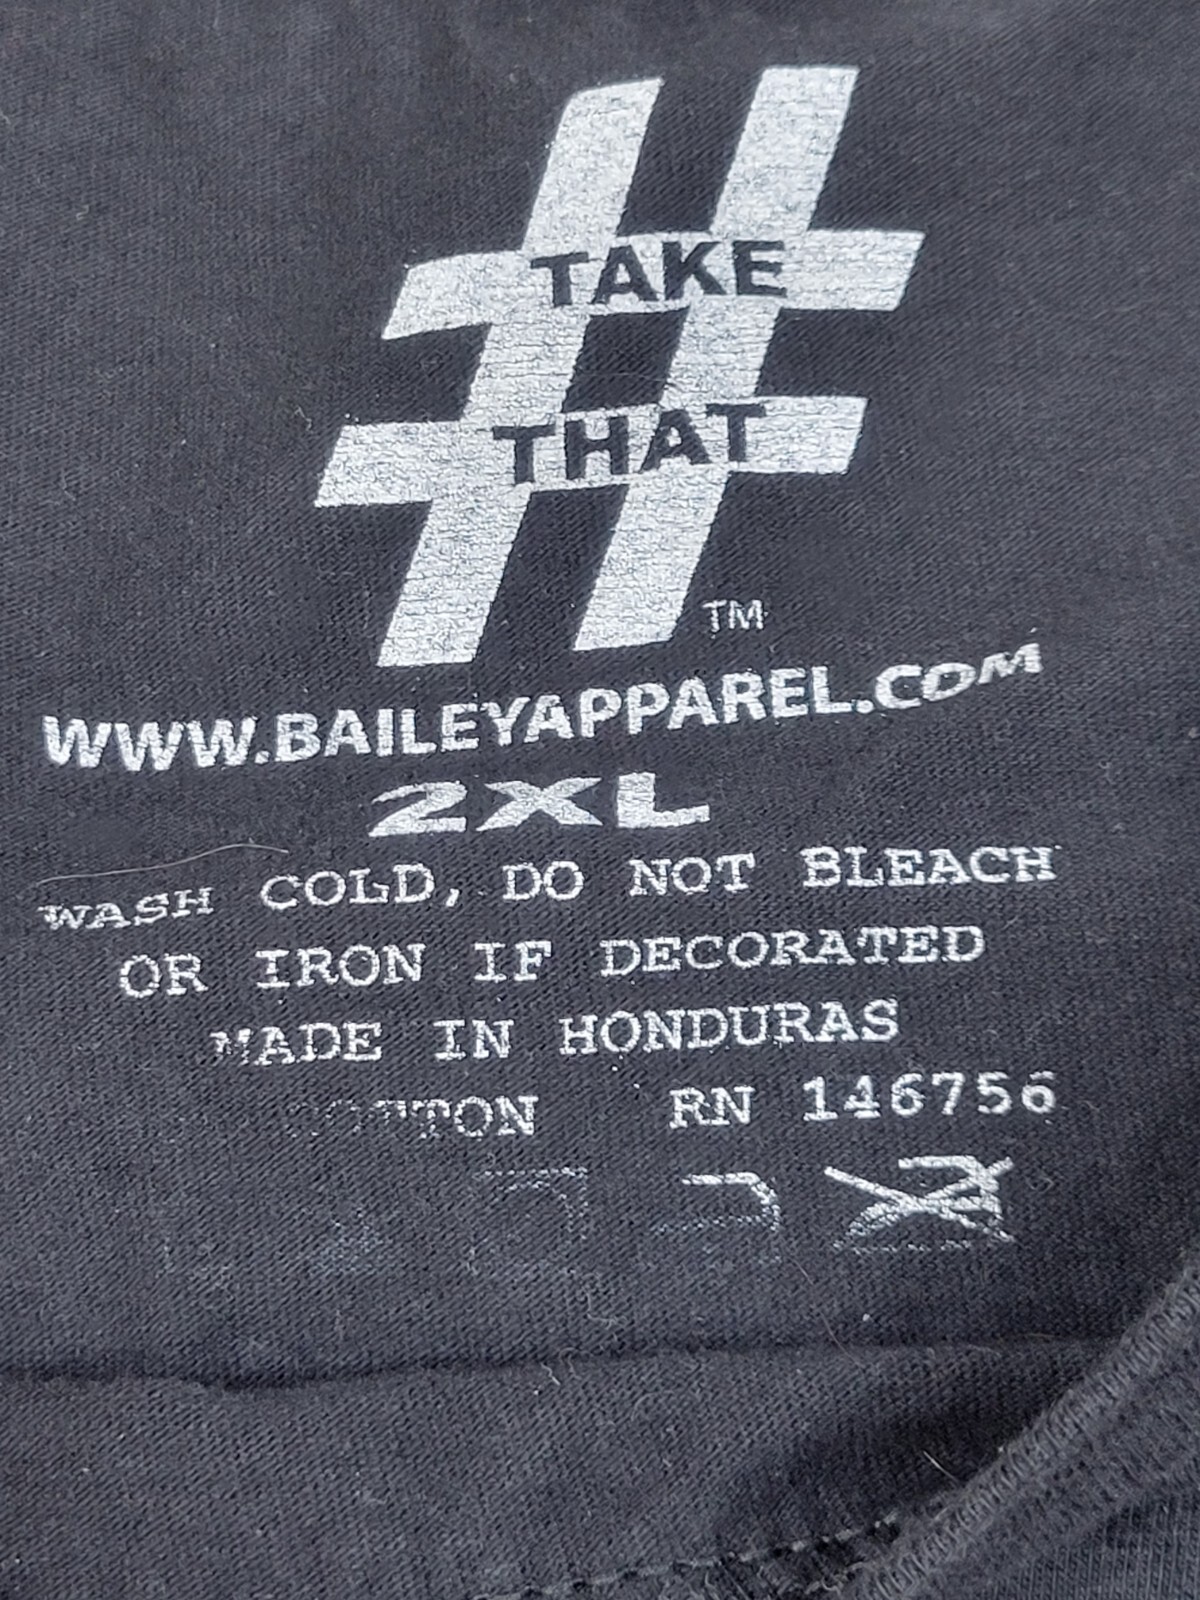 TAKE
THAT
TM
WWW.BAILEYAPPAREL.COM
2XL
WASH COLD, DO NOT BLEACH
OR IRON IF DECORATED
MADE IN HONDURAS
COTTON RN 146756